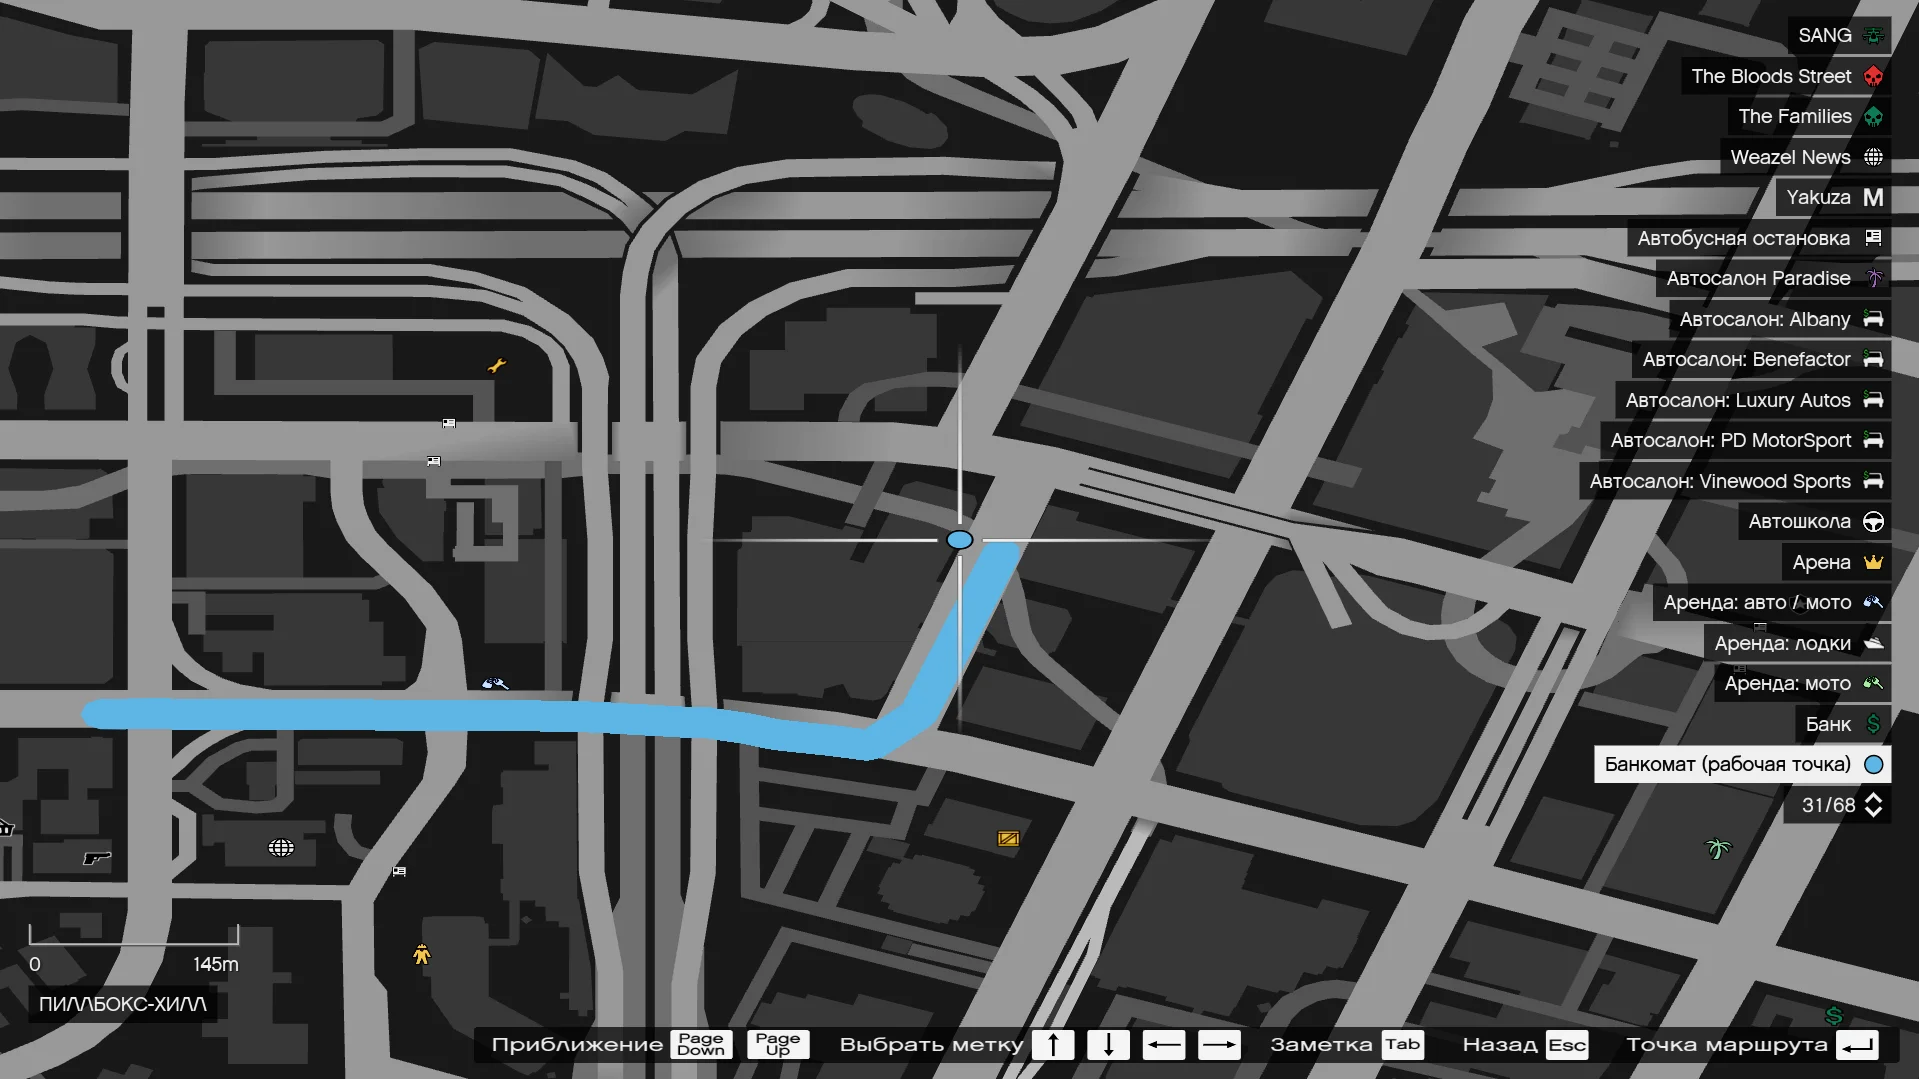 SANG
The Bloods Street
The Families
Weazel News
Yakuza M
Автобусная остановка
Автосалон Paradise
Автосалон: Albany
Автосалон: Benefactor
Автосалон: Luxury Autos
Автосалон: PD MotorSport
Автосалон: Vinewood Sports
Автошкола
Арена
Аренда: авто / мото
Аренда: лодки
Аренда: мото
Банк $
Банкомат (рабочая точка)
31/68
0 145m
ПИЛЛБОКС-ХИЛЛ
$
Приближение Page Down Page Up Выбрать метку ↑ ↓ ← → Заметка Tab Назад Esc Точка маршрута